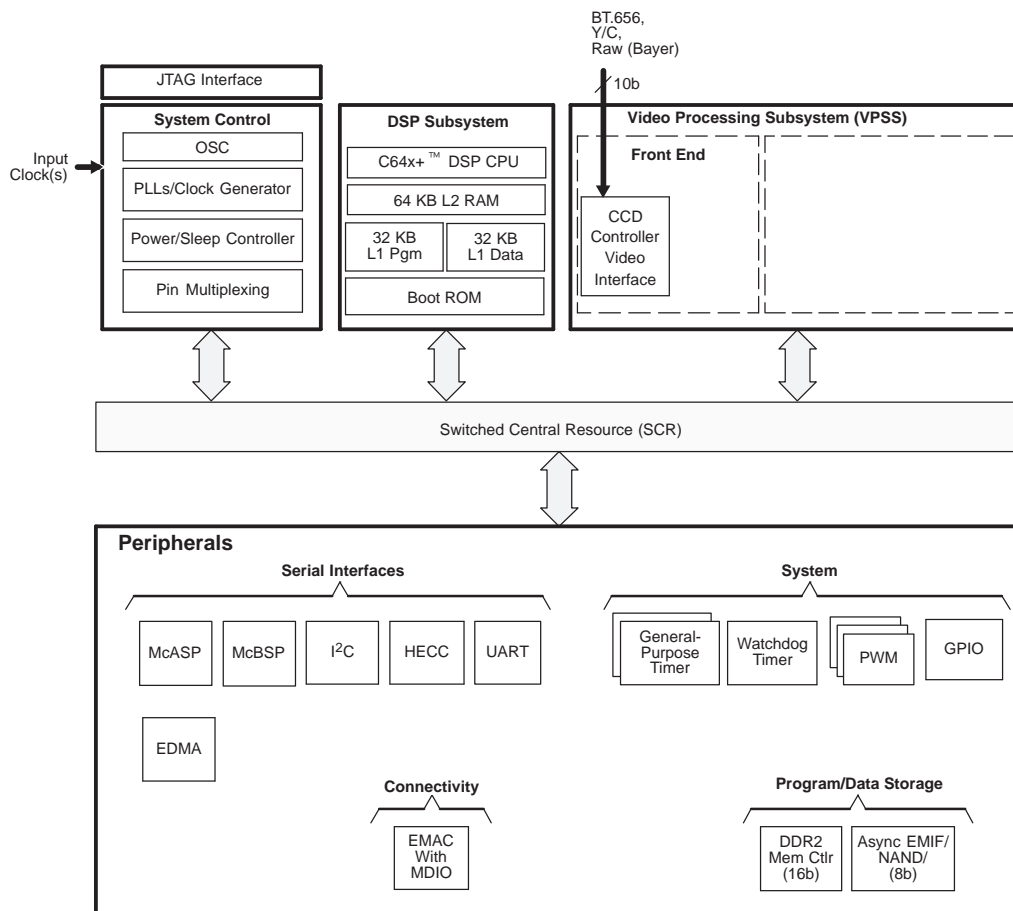 BT.656,
Y/C,
Raw (Bayer)
10b
JTAG Interface
System Control
OSC
PLLs/Clock Generator
Power/Sleep Controller
Pin Multiplexing
Input
Clock(s)
DSP Subsystem
C64x+™ DSP CPU
64 KB L2 RAM
32 KB
L1 Pgm
32 KB
L1 Data
Boot ROM
Video Processing Subsystem (VPSS)
Front End
CCD
Controller
Video
Interface
Switched Central Resource (SCR)
Peripherals
Serial Interfaces
McASP
McBSP
I²C
HECC
UART
System
General-
Purpose
Timer
Watchdog
Timer
PWM
GPIO
EDMA
Connectivity
EMAC
With
MDIO
Program/Data Storage
DDR2
Mem Ctlr
(16b)
Async EMIF/
NAND/
(8b)